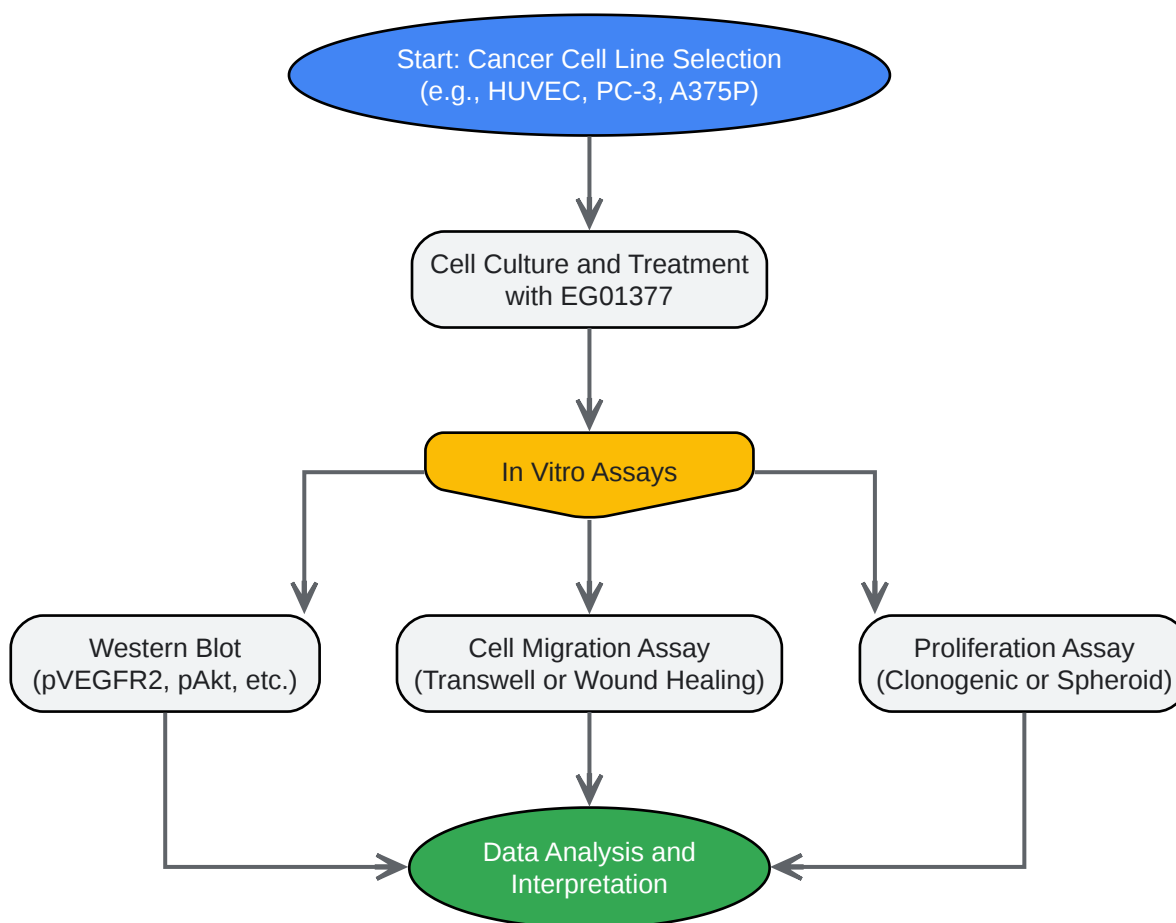 Start: Cancer Cell Line Selection
(e.g., HUVEC, PC-3, A375P)
Cell Culture and Treatment
with EG01377
In Vitro Assays
Western Blot
(pVEGFR2, pAkt, etc.)
Cell Migration Assay
(Transwell or Wound Healing)
Proliferation Assay
(Clonogenic or Spheroid)
Data Analysis and
Interpretation